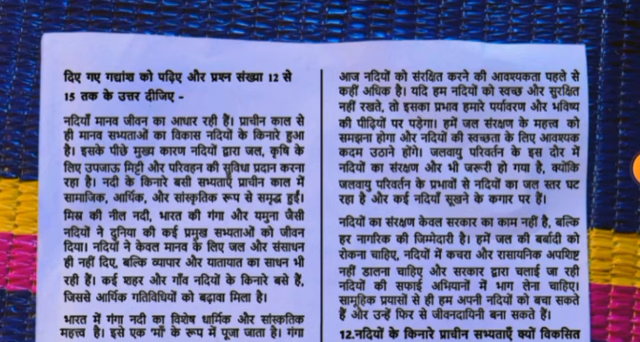 दिए गए गद्यांश को पढ़िए और प्रश्न संख्या 12 से
15 तक के उत्तर दीजिए -
नदियाँ मानव जीवन का आधार रही हैं। प्राचीन काल से
ही मानव सभ्यताओं का विकास नदियों के किनारे हुआ
है। इसके पीछे मुख्य कारण नदियों द्वारा जल, कृषि के
लिए उपजाऊ मिट्टी और परिवहन की सुविधा प्रदान करना
रहा है। नदी के किनारे बसी सभ्यताएँ प्राचीन काल में
सामाजिक, आर्थिक, और सांस्कृतिक रूप से समृद्ध हुईं।
मिस्र की नील नदी, भारत की गंगा और यमुना जैसी
नदियों ने दुनिया की कई प्रमुख सभ्यताओं को जीवन
दिया। नदियों ने केवल मानव के लिए जल और संसाधन
ही नहीं दिए, बल्कि व्यापार और यातायात का साधन भी
रही हैं। कई शहर और गाँव नदियों के किनारे बसे हैं,
जिससे आर्थिक गतिविधियों को बढ़ावा मिला है।
भारत में गंगा नदी का विशेष धार्मिक और सांस्कृतिक
महत्त्व है। इसे एक 'माँ' के रूप में पूजा जाता है। गंगा
आज नदियों को संरक्षित करने की आवश्यकता पहले से
कहीं अधिक है। यदि हम नदियों को स्वच्छ और सुरक्षित
नहीं रखते, तो इसका प्रभाव हमारे पर्यावरण और भविष्य
की पीढ़ियों पर पड़ेगा। हमें जल संरक्षण के महत्व को
समझना होगा और नदियों की स्वच्छता के लिए आवश्यक
कदम उठाने होंगे। जलवायु परिवर्तन के इस दौर में
नदियों का संरक्षण और भी जरूरी हो गया है, क्योंकि
जलवायु परिवर्तन के प्रभावों से नदियों का जल स्तर घट
रहा है और कई नदियाँ सूखने के कगार पर हैं।
नदियों का संरक्षण केवल सरकार का काम नहीं है, बल्कि
हर नागरिक की जिम्मेदारी है। हमें जल की बर्बादी को
रोकना चाहिए, नदियों में कचरा और रासायनिक अपशिष्ट
नहीं डालना चाहिए और सरकार द्वारा चलाई जा रही
नदियों की सफाई अभियानों में भाग लेना चाहिए।
सामूहिक प्रयासों से ही हम अपनी नदियों को बचा सकते
हैं और उन्हें फिर से जीवनदायिनी बना सकते हैं।
12.नदियों के किनारे प्राचीन सभ्यताएँ क्यों विकसित